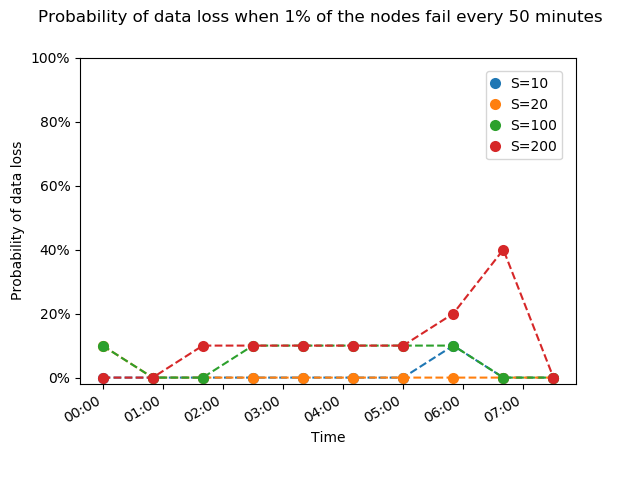 Probability of data loss when 1% of the nodes fail every 50 minutes
100%
80%
60%
40%
20%
0%
Probability of data loss
S=10
S=20
S=100
S=200
00:00
01:00
02:00
03:00
04:00
05:00
06:00
07:00
Time